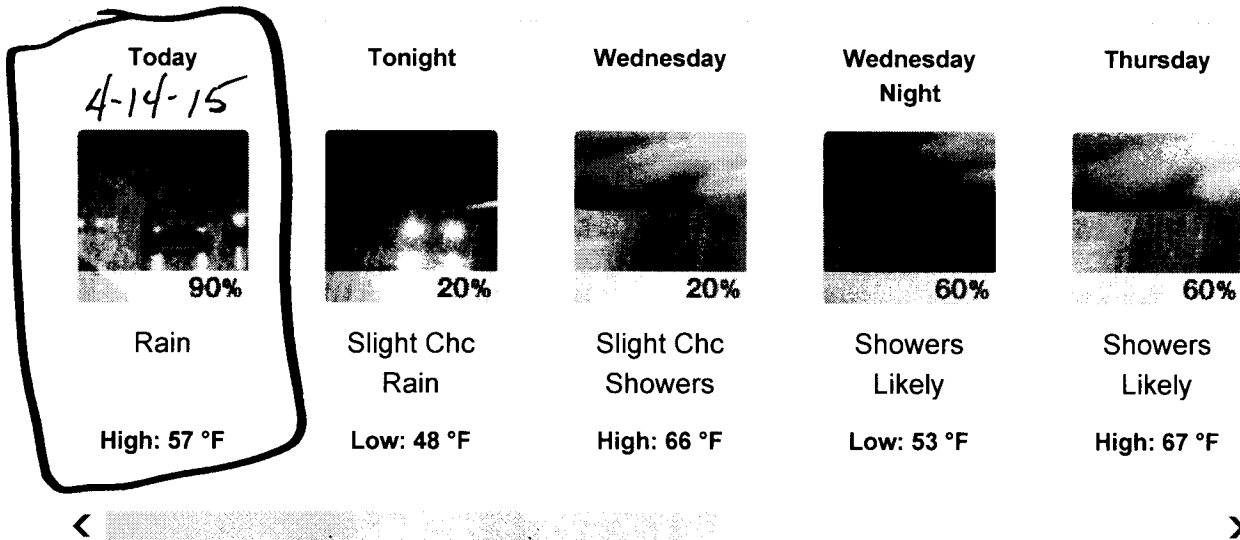 Today
4-14-15
90%
Rain
High: 57 °F
Tonight
20%
Slight Chc
Rain
Low: 48 °F
Wednesday
20%
Slight Chc
Showers
High: 66 °F
Wednesday
Night
60%
Showers
Likely
Low: 53 °F
Thursday
60%
Showers
Likely
High: 67 °F